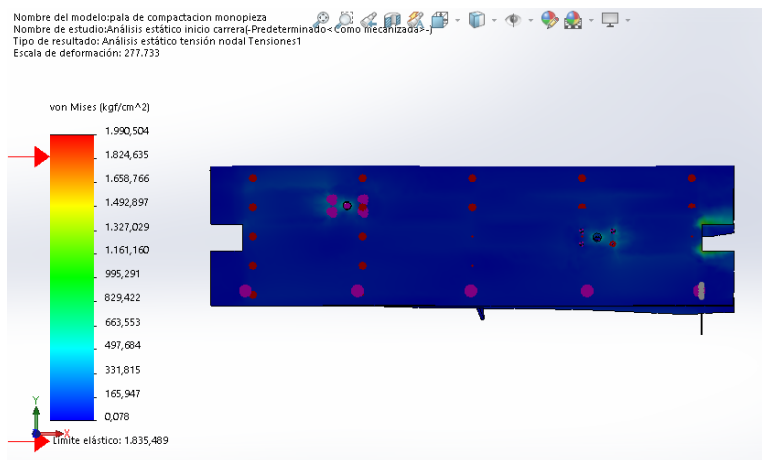 Nombre del modelo:pala de compactacion monopieza
Nombre de estudio:Análisis estático inicio carrera(-Predeterminado<Como mecanizada>-)
Tipo de resultado: Análisis estático tensión nodal Tensiones1
Escala de deformación: 277.733
von Mises (kgf/cm^2)
1.990,504
1.824,635
1.658,766
1.492,897
1.327,029
1.161,160
995,291
829,422
663,553
497,684
331,815
165,947
0,078
Y
X
Límite elástico: 1.835,489